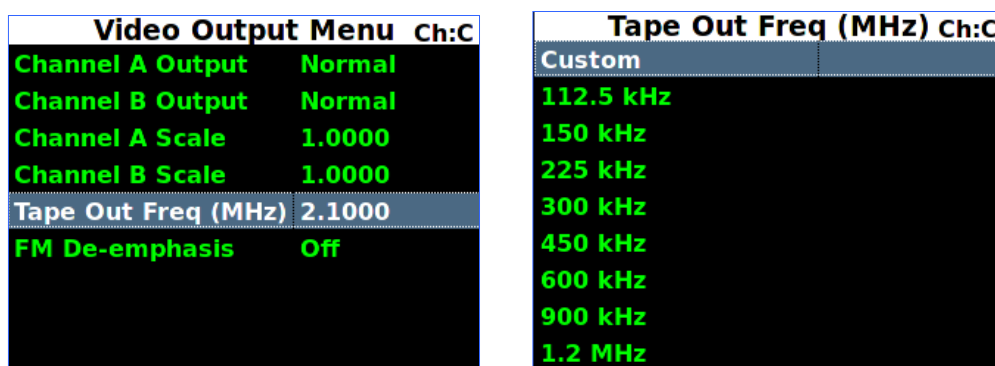 Video Output Menu Ch:C
Channel A Output Normal
Channel B Output Normal
Channel A Scale 1.0000
Channel B Scale 1.0000
Tape Out Freq (MHz) 2.1000
FM De-emphasis Off
Tape Out Freq (MHz) Ch:C
Custom
112.5 kHz
150 kHz
225 kHz
300 kHz
450 kHz
600 kHz
900 kHz
1.2 MHz